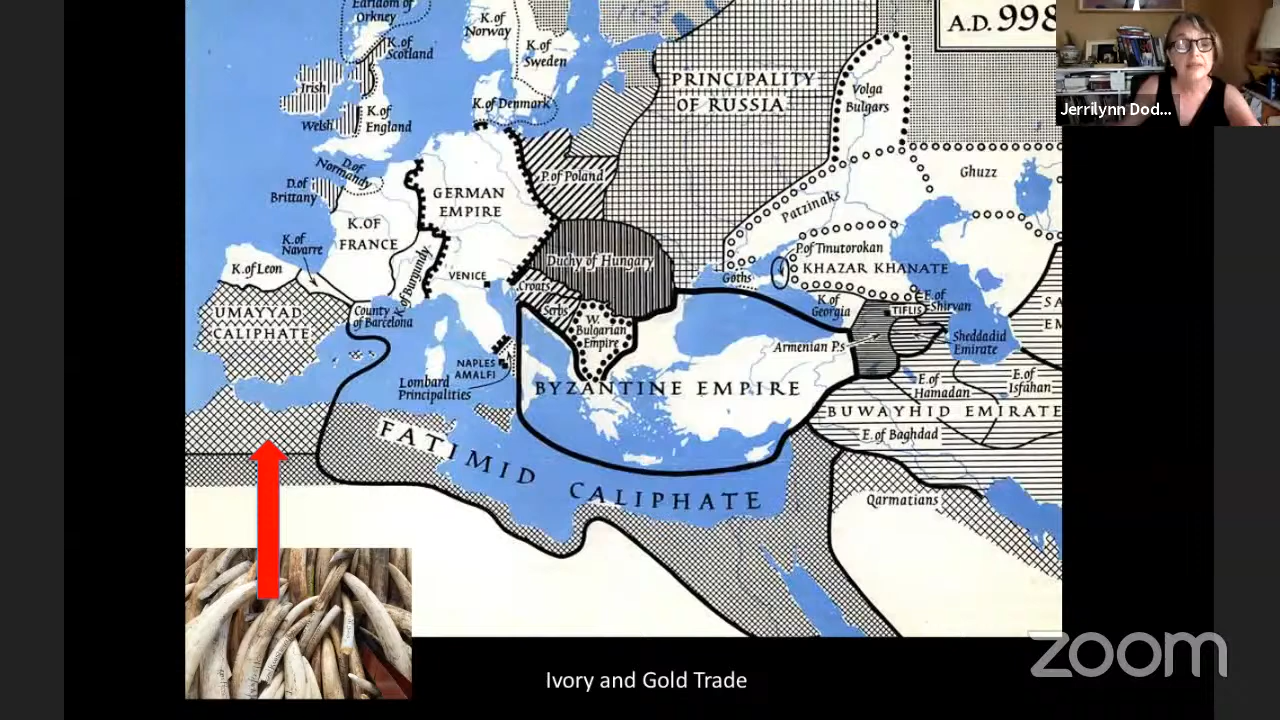 Earldom of
Orkney
K. of
Scotland
K. of
Norway
K. of
Sweden
A.D. 998
Jerrilynn Dod...
PRINCIPALITY
OF RUSSIA
Volga
Bulgars
Irish
K. of Denmark
Welsh
K. of
England
D. of
Normandy
P. of Poland
Ghuzz
D. of
Brittany
GERMAN
EMPIRE
Patzinaks
K. OF
FRANCE
K. of
Navarre
K. of Leon
K. of Burgundy
VENICE
Duchy of Hungary
Goths
P. of Tmutorokan
KHAZAR KHANATE
Croats
Serbs
W.
Bulgarian
Empire
K. of
Georgia
TIFLIS
E. of
Shirvan
SA
EM
UMAYYAD
CALIPHATE
County
of Barcelona
Armenian P.s
Sheddadid
Emirate
NAPLES
AMALFI
Lombard
Principalities
BYZANTINE EMPIRE
E. of
Hamadan
E. of
Isfahan
BUWAYHID EMIRATE
E. of Baghdad
FATIMID CALIPHATE
Qarmatians
Ivory and Gold Trade
zoom